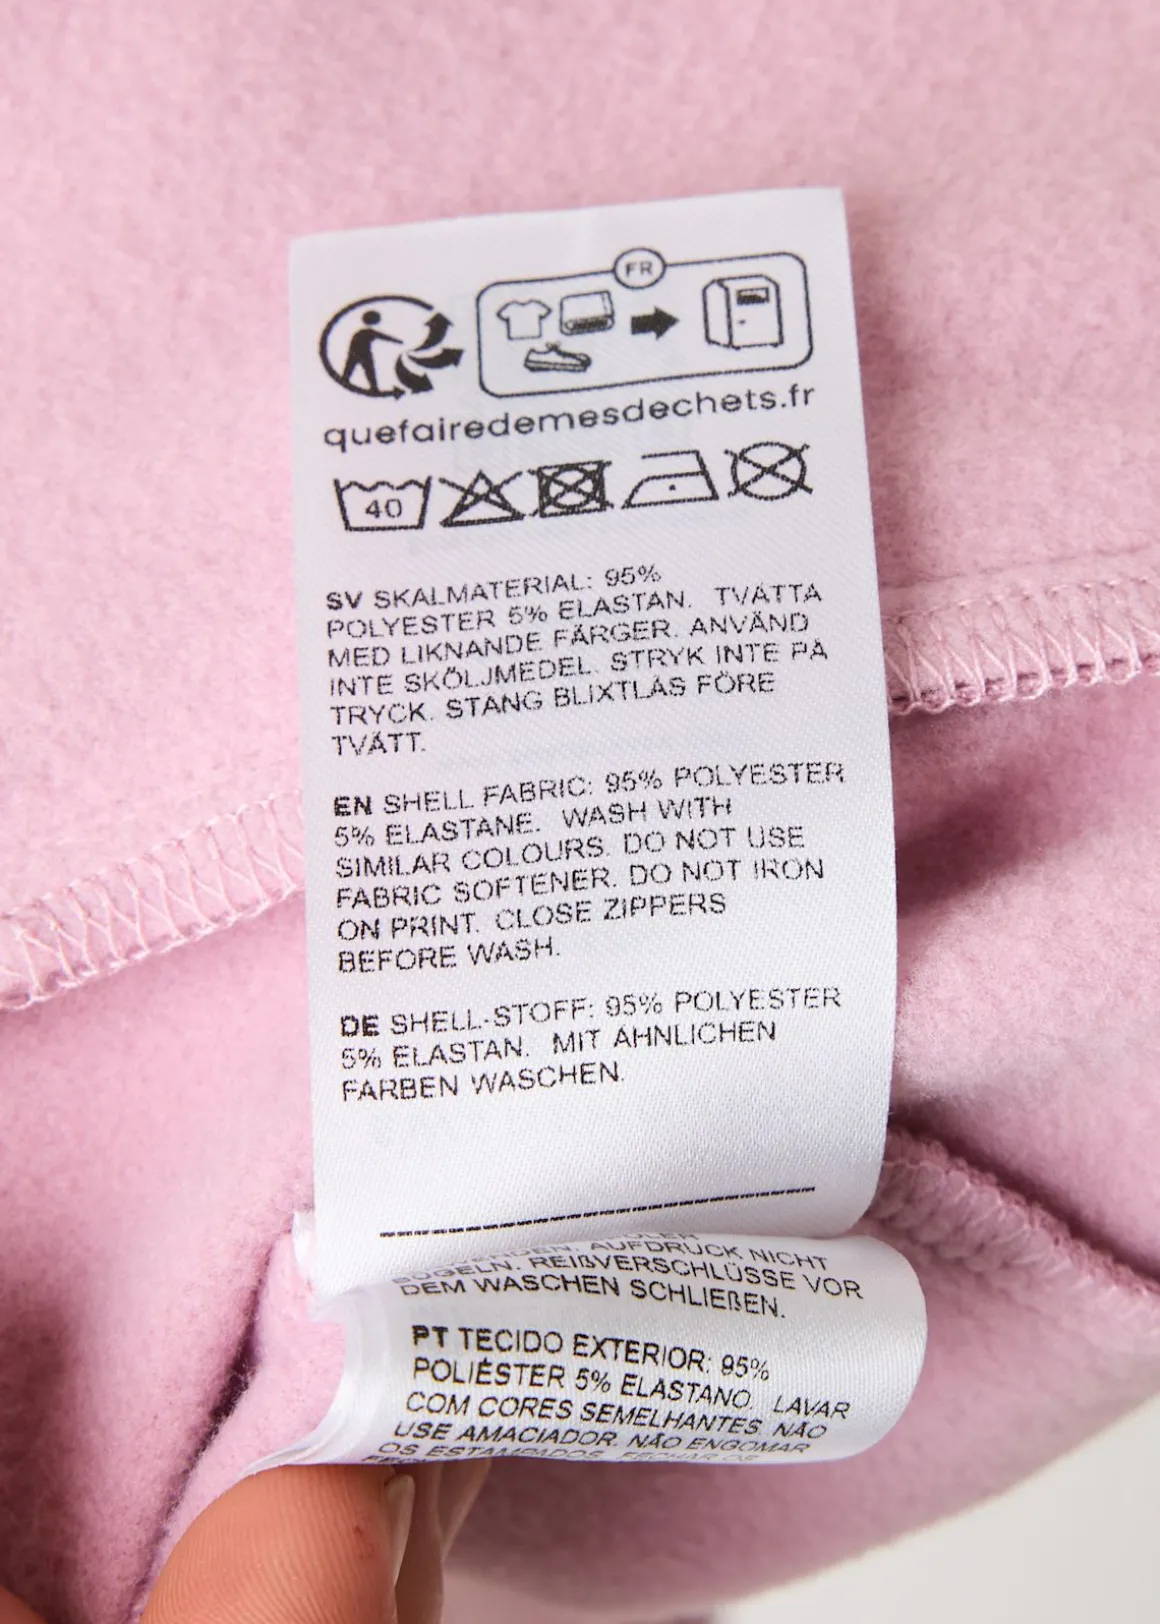 FR
quefairedemesdechets.fr
40
SV SKALMATERIAL: 95%
POLYESTER 5% ELASTAN. TVÄTTA
MED LIKNANDE FÄRGER. ANVÄND
INTE SKÖLJMEDEL. STRYK INTE PÅ
TRYCK. STÄNG BLIXTLÅS FÖRE
TVÄTT.
EN SHELL FABRIC: 95% POLYESTER
5% ELASTANE. WASH WITH
SIMILAR COLOURS. DO NOT USE
FABRIC SOFTENER. DO NOT IRON
ON PRINT. CLOSE ZIPPERS
BEFORE WASH.
DE SHELL-STOFF: 95% POLYESTER
5% ELASTAN. MIT ÄHNLICHEN
FARBEN WASCHEN.
AUFDRUCK NICHT
BÜGELN. REIßVERSCHLÜSSE VOR
DEM WASCHEN SCHLIEßEN.
PT TECIDO EXTERIOR: 95%
POLIÉSTER 5% ELASTANO. LAVAR
COM CORES SEMELHANTES. NÃO
USE AMACIADOR. NÃO ENGOMAR
OS ESTAMPADOS. FECHAR OS